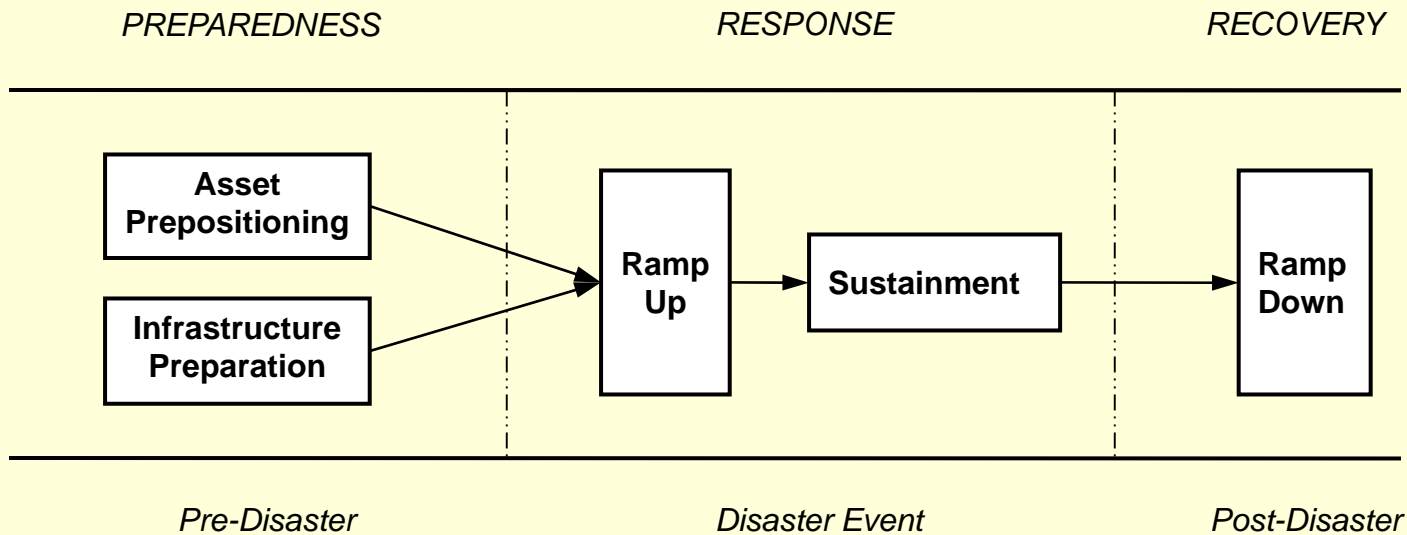 PREPAREDNESS
RESPONSE
RECOVERY
Asset
Prepositioning
Infrastructure
Preparation
Ramp
Up
Sustainment
Ramp
Down
Pre-Disaster
Disaster Event
Post-Disaster